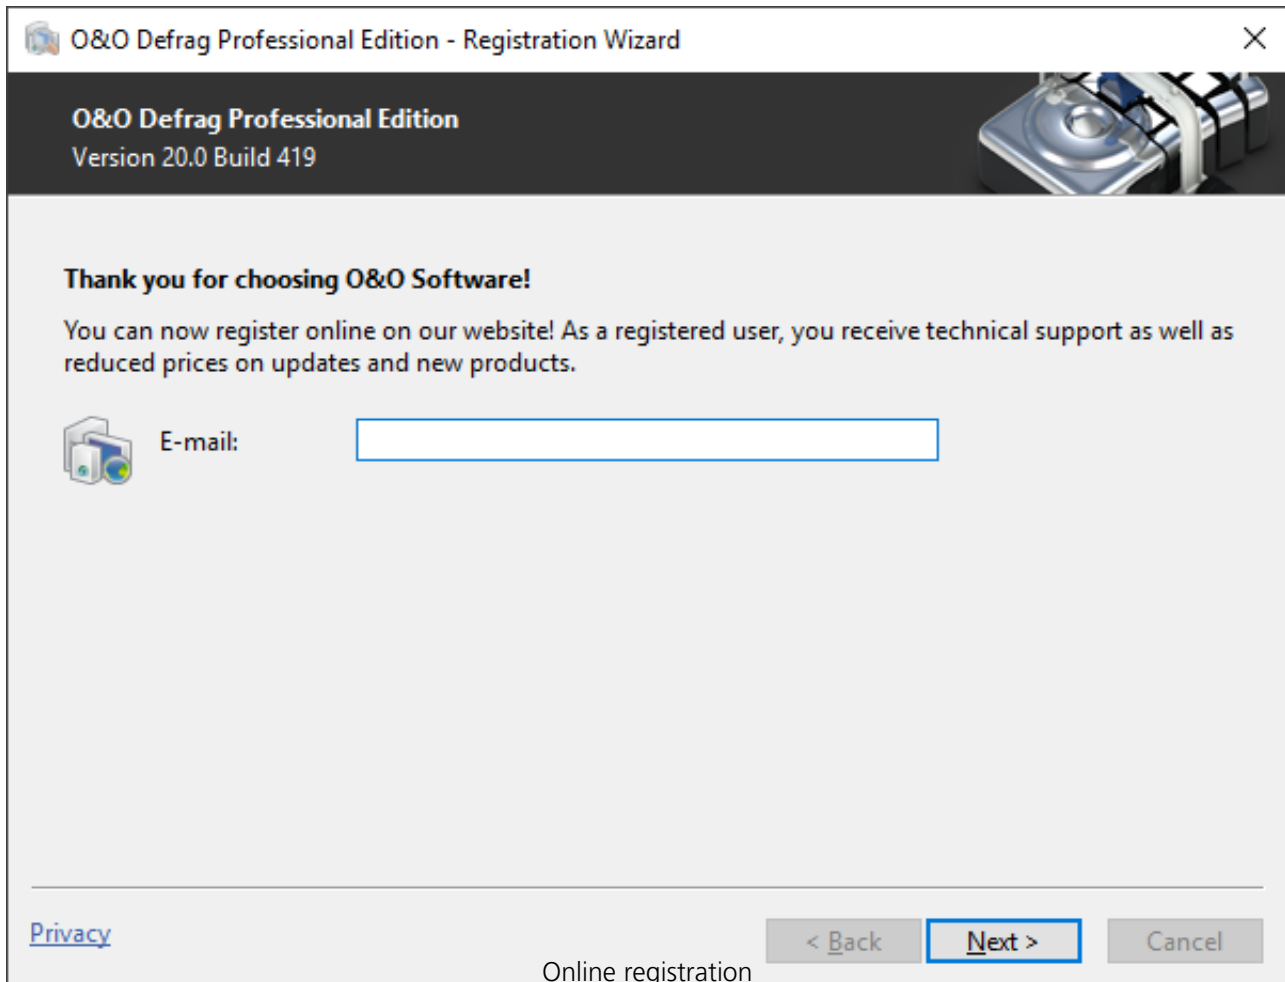 O&O Defrag Professional Edition - Registration Wizard
O&O Defrag Professional Edition
Version 20.0 Build 419
Thank you for choosing O&O Software!
You can now register online on our website! As a registered user, you receive technical support as well as
reduced prices on updates and new products.
E-mail:
Privacy
< Back
Next >
Cancel
Online registration